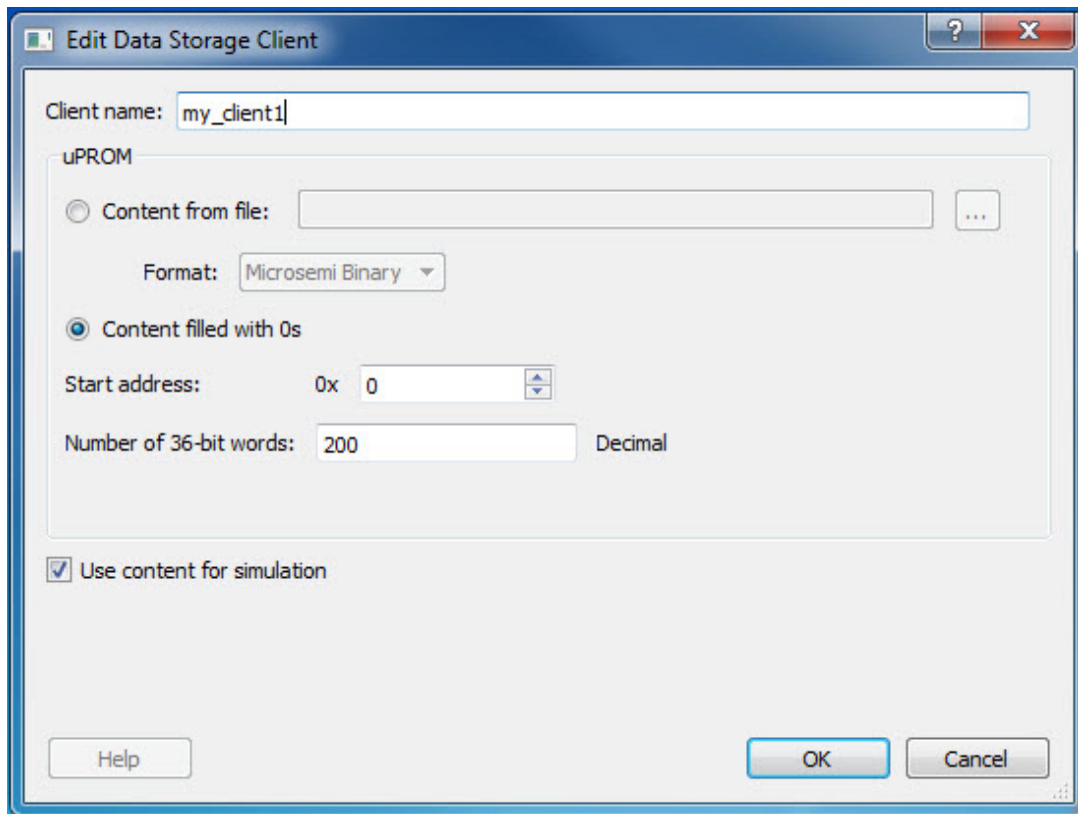 Edit Data Storage Client
?
X
Client name: my_client1
uPROM
Content from file: ...
Format: Microsemi Binary
Content filled with 0s
Start address: 0x 0
Number of 36-bit words: 200 Decimal
Use content for simulation
Help OK Cancel